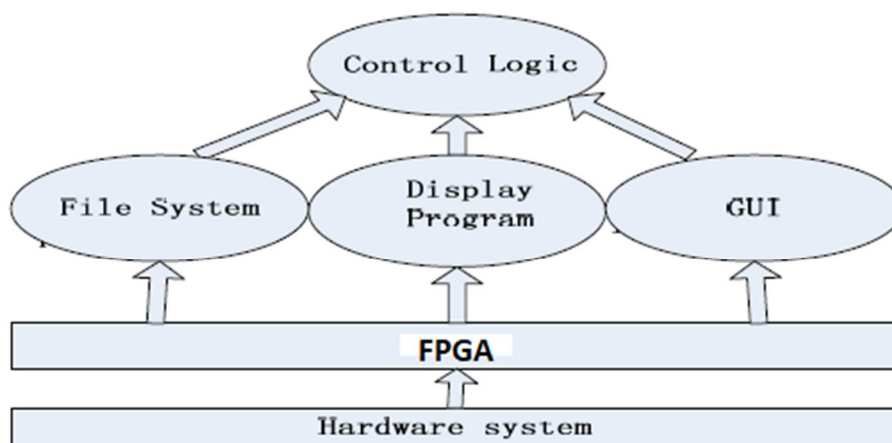 Control Logic
File System
Display
Program
GUI
FPGA
Hardware system